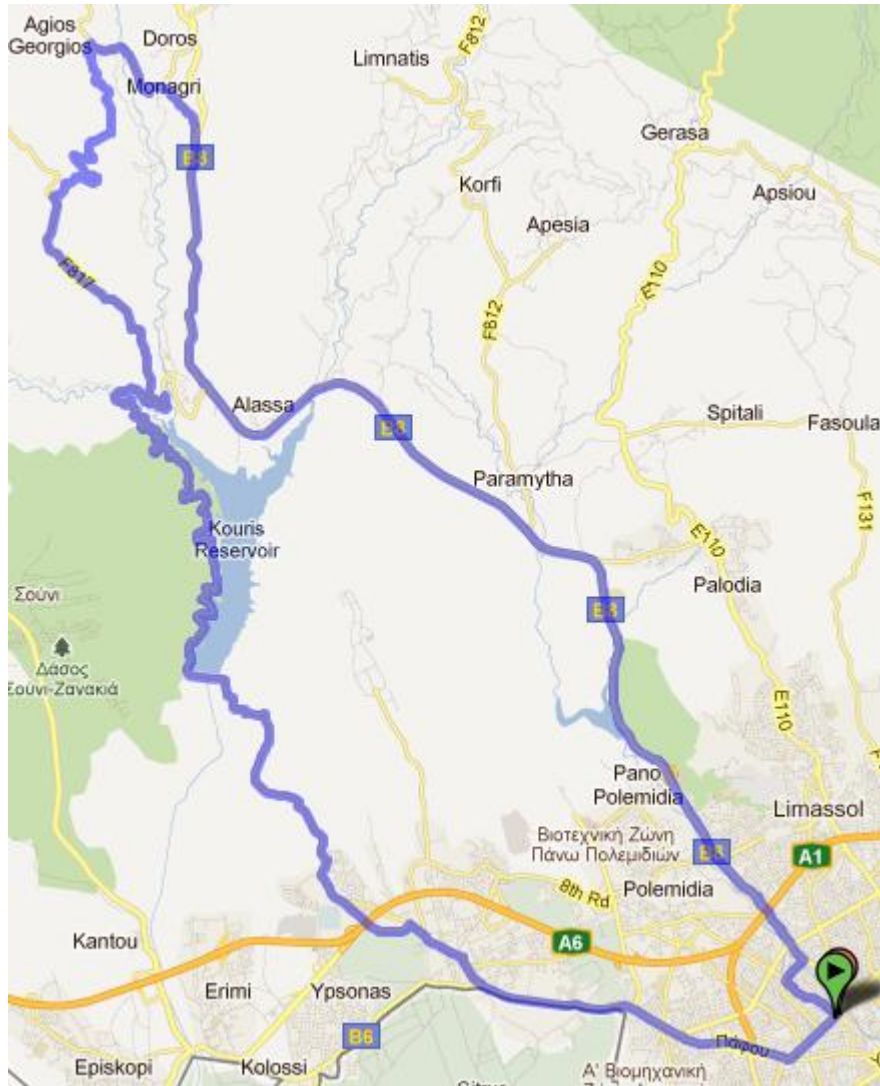 Agios
Georgios
Doros
Limnatis
F812
Monagri
Gerasa
B8
Korfi
Apsiou
Apesia
F817
E110
F812
Alassa
B8
Spitali
Fasoula
Paramytha
F131
E110
Kouris
Reservoir
Palodia
Σούνι
B8
Δάσος
Σούνι-Ζανακιά
E110
Pano
Polemidia
Limassol
Βιοτεχνική Ζώνη
Πάνω Πολεμιδιών
B8
A1
8th Rd
Polemidia
Kantou
A6
Erimi
Ypsonas
B6
Πάφου
Episkopi
Kolossi
Α' Βιομηχανική